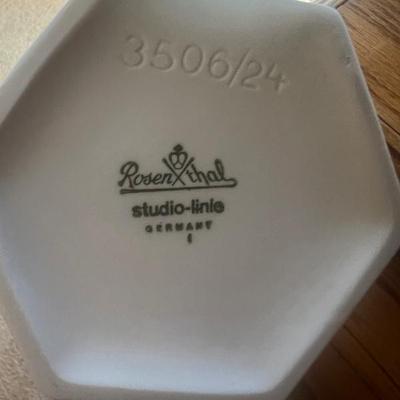 3506/24
Rosenthal
studio-linie
GERMANY